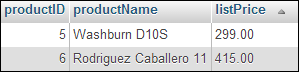 productID productName listPrice
5 Washburn D10S 299.00
6 Rodriguez Caballero 11 415.00